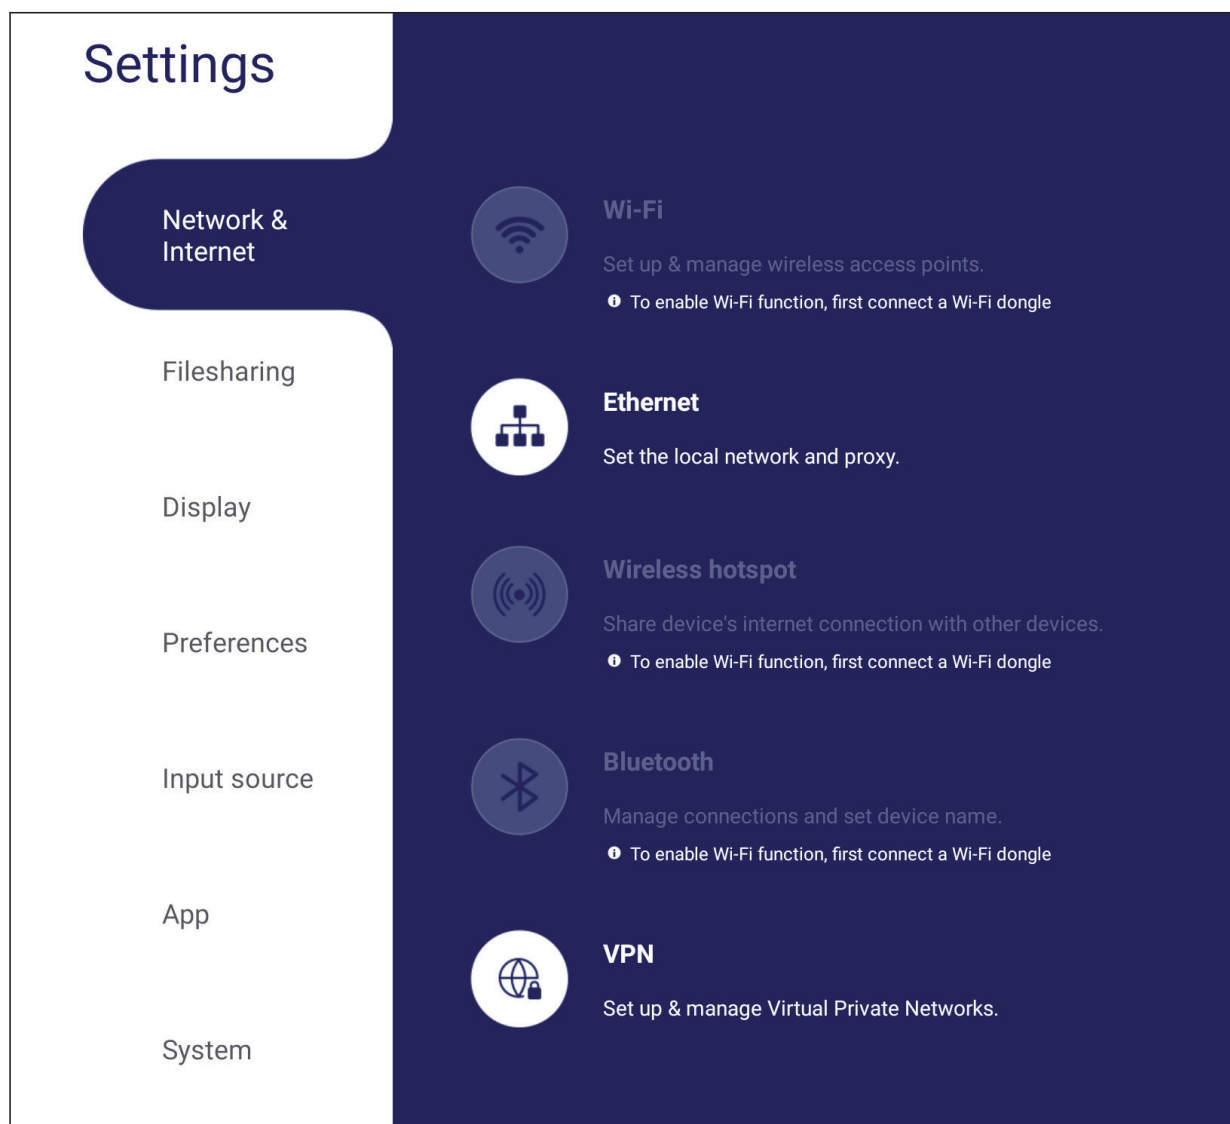 Settings
Network &
Internet
Filesharing
Display
Preferences
Input source
App
System
Wi-Fi
Set up & manage wireless access points.
To enable Wi-Fi function, first connect a Wi-Fi dongle
Ethernet
Set the local network and proxy.
Wireless hotspot
Share device's internet connection with other devices.
To enable Wi-Fi function, first connect a Wi-Fi dongle
Bluetooth
Manage connections and set device name.
To enable Wi-Fi function, first connect a Wi-Fi dongle
VPN
Set up & manage Virtual Private Networks.